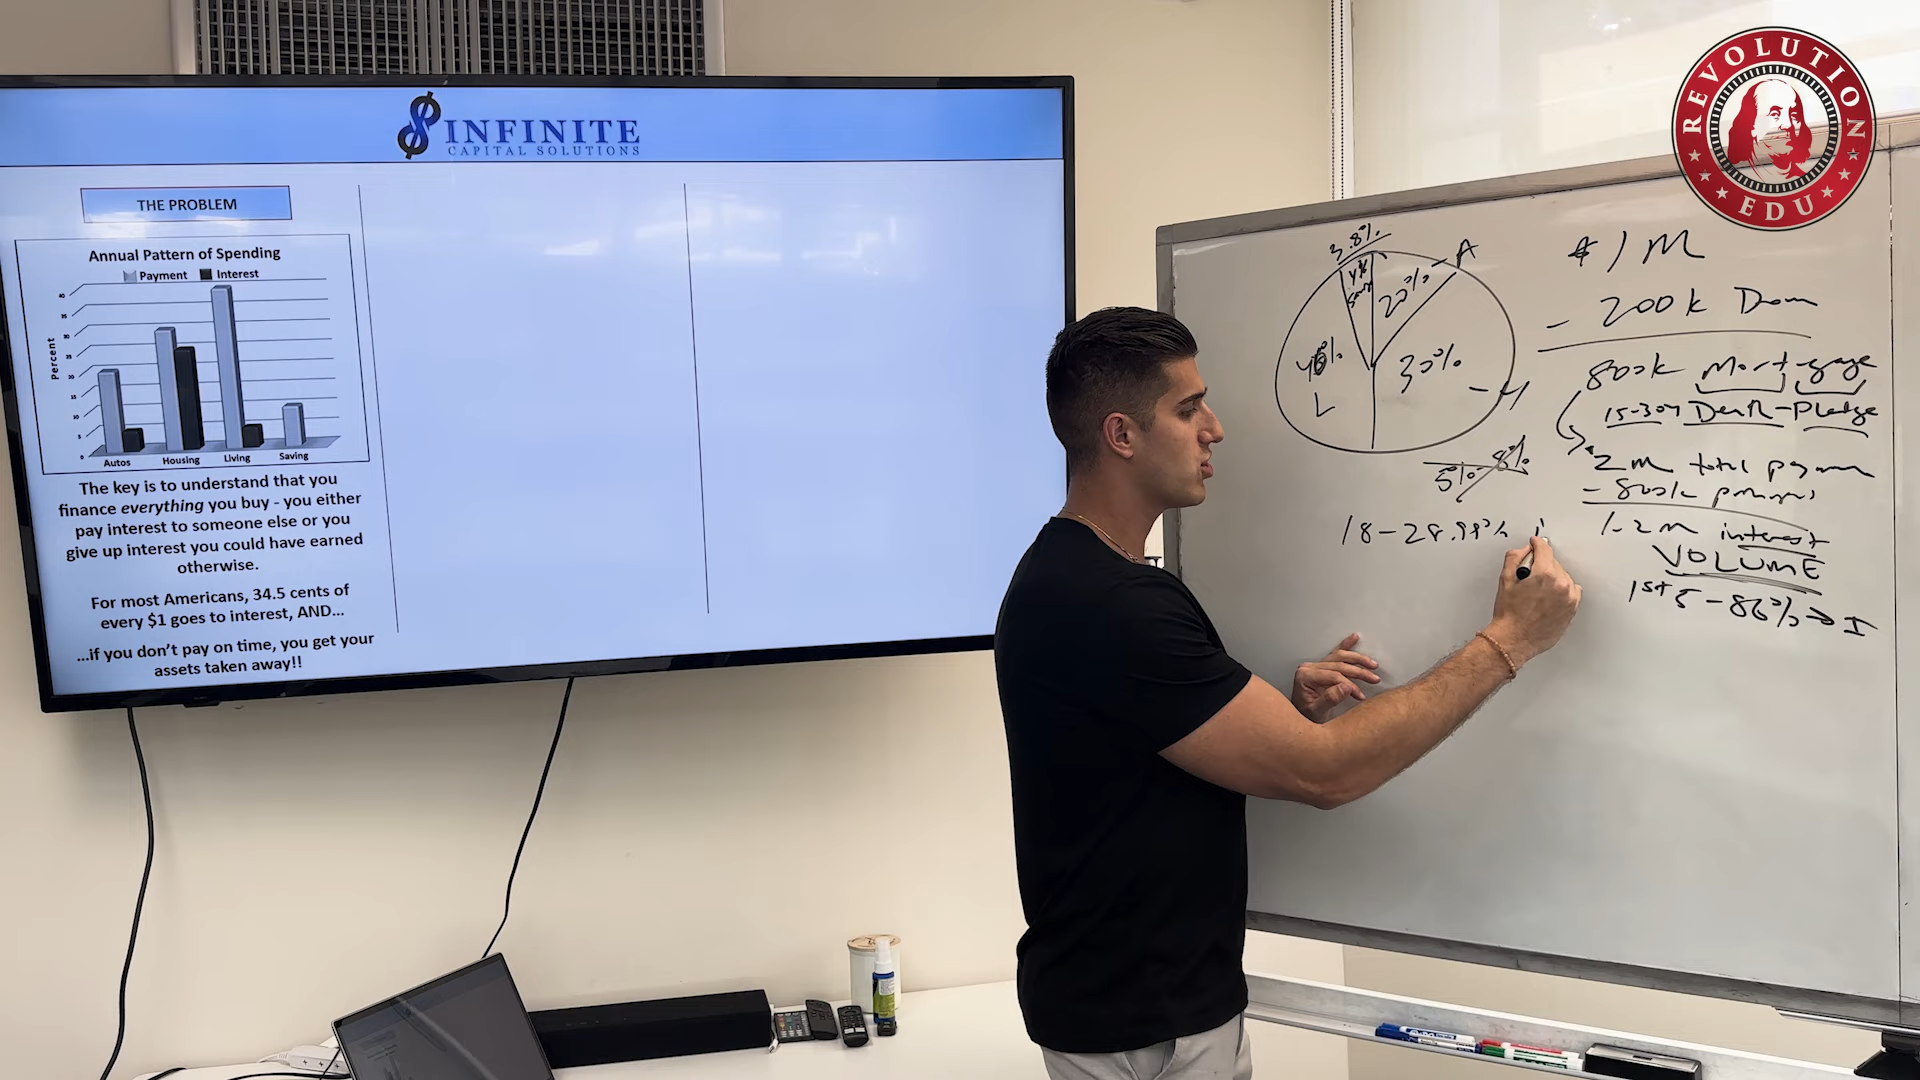 INFINITE
CAPITAL SOLUTIONS
THE PROBLEM
Annual Pattern of Spending
Payment Interest
Percent
Autos Housing Living Saving
The key is to understand that you
finance everything you buy - you either
pay interest to someone else or you
give up interest you could have earned
otherwise.
For most Americans, 34.5 cents of
every $1 goes to interest, AND...
...if you don't pay on time, you get your
assets taken away!!
3.8%
20% - A
30%
- H
L
5% - 8%
18-28.99% i
$1M
- 200k Down
800k Mortgage
15-30y Death-Pledge
2m total payment
- 800k
1.2m interest
VOLUME
1st 5 - 86% → I
REVOLUTION
EDU